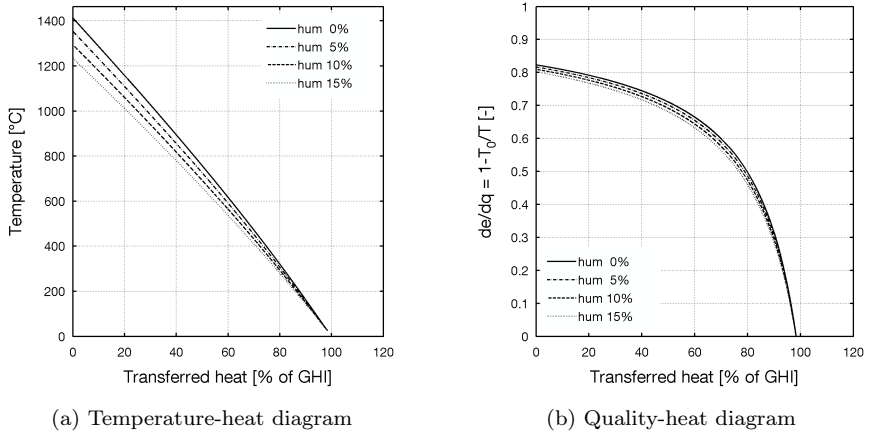 1400
1200
1000
800
600
400
200
0
Temperature [°C]
hum 0%
hum 5%
hum 10%
hum 15%
0 20 40 60 80 100 120
Transferred heat [% of GHI]
(a) Temperature-heat diagram
1
0.9
0.8
0.7
0.6
0.5
0.4
0.3
0.2
0.1
0
de/dq = 1-T0/T [-]
hum 0%
hum 5%
hum 10%
hum 15%
0 20 40 60 80 100 120
Transferred heat [% of GHI]
(b) Quality-heat diagram